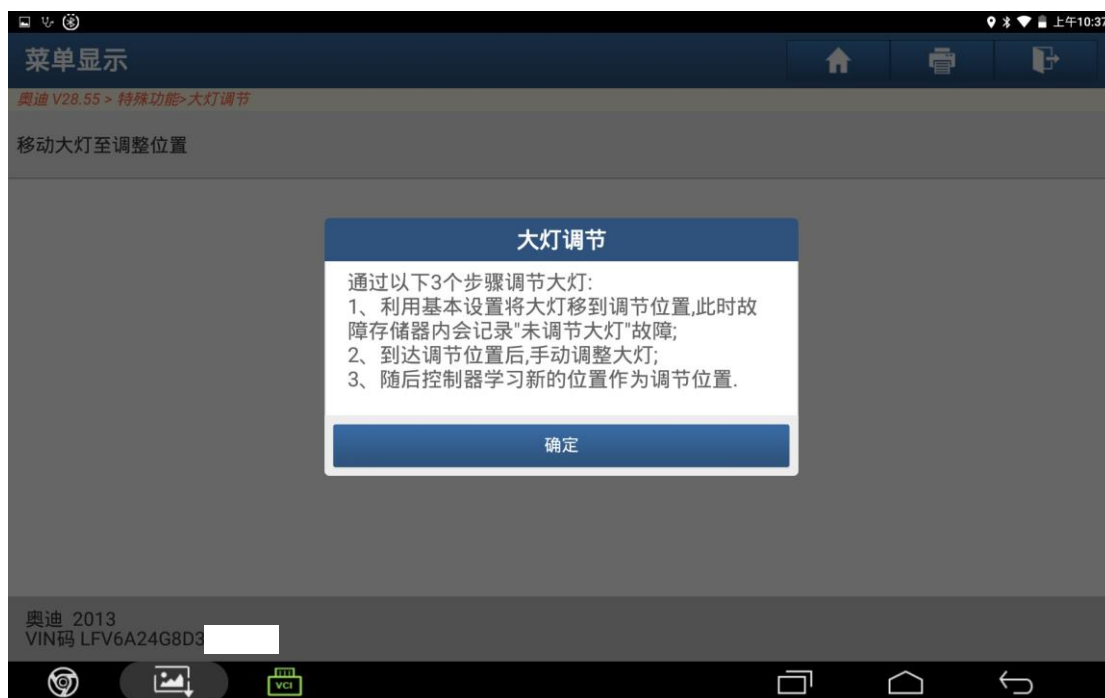 上午10:37
菜单显示
奥迪 V28.55 > 特殊功能>大灯调节
移动大灯至调整位置
大灯调节
通过以下3个步骤调节大灯:
1、利用基本设置将大灯移到调节位置,此时故
障存储器内会记录"未调节大灯"故障;
2、到达调节位置后,手动调整大灯;
3、随后控制器学习新的位置作为调节位置.
确定
奥迪 2013
VIN码 LFV6A24G8D3
VCI